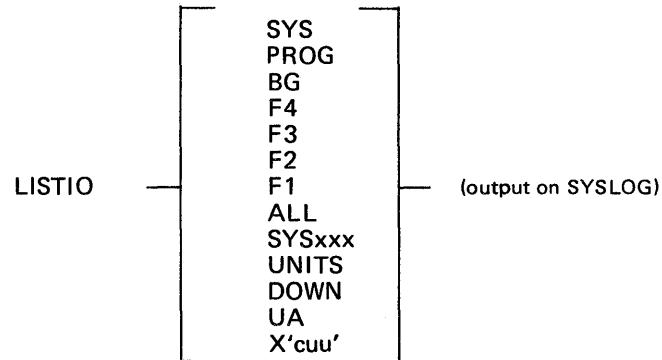 SYS
PROG
BG
F4
F3
F2
LISTIO F1 (output on SYSLOG)
ALL
SYSxxx
UNITS
DOWN
UA
X‘cuu’